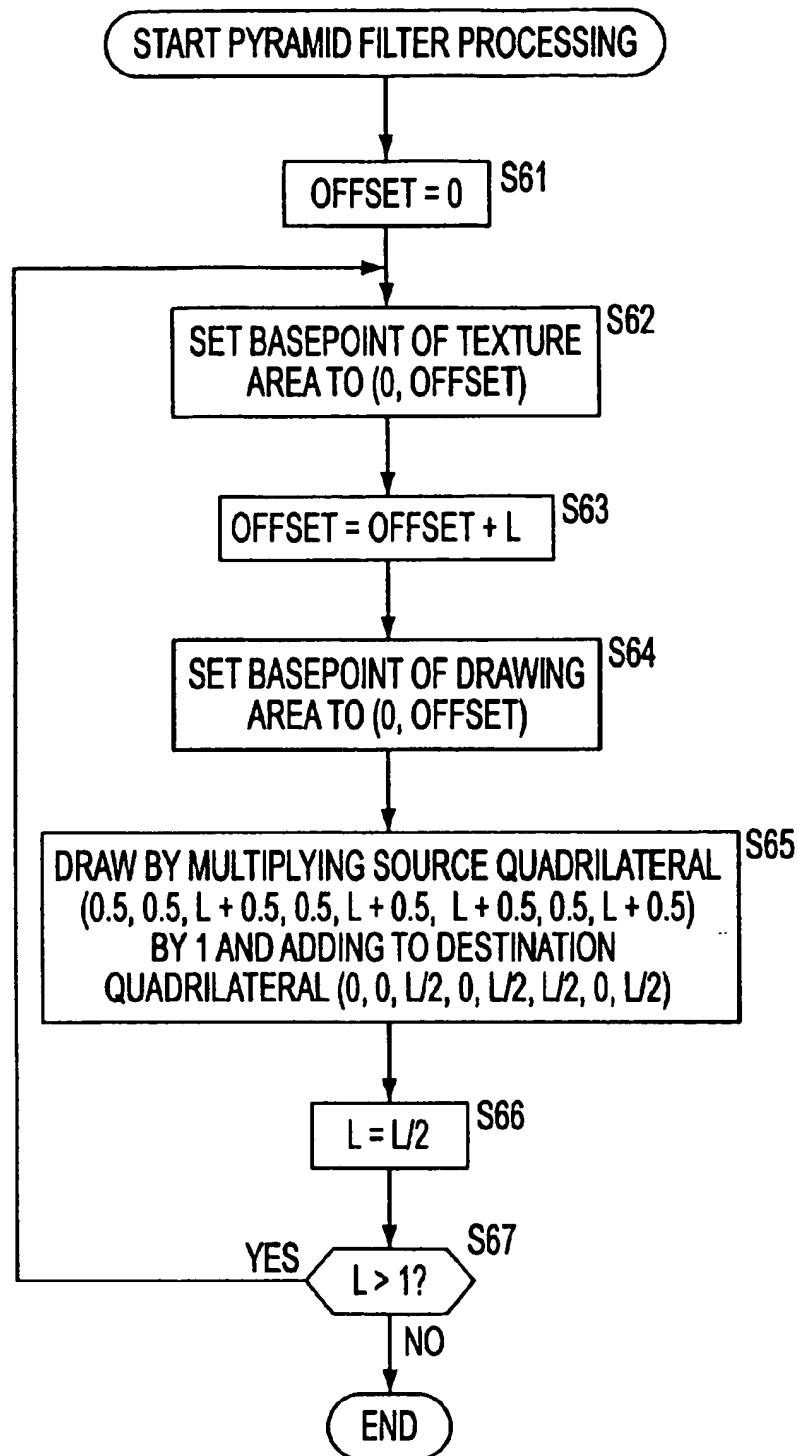 START PYRAMID FILTER PROCESSING
OFFSET = 0
S61
SET BASEPOINT OF TEXTURE
AREA TO (0, OFFSET)
S62
OFFSET = OFFSET + L
S63
SET BASEPOINT OF DRAWING
AREA TO (0, OFFSET)
S64
DRAW BY MULTIPLYING SOURCE QUADRILATERAL
(0.5, 0.5, L + 0.5, 0.5, L + 0.5, L + 0.5, 0.5, L + 0.5)
BY 1 AND ADDING TO DESTINATION
QUADRILATERAL (0, 0, L/2, 0, L/2, L/2, 0, L/2)
S65
L = L/2
S66
L > 1?
S67
YES
NO
END